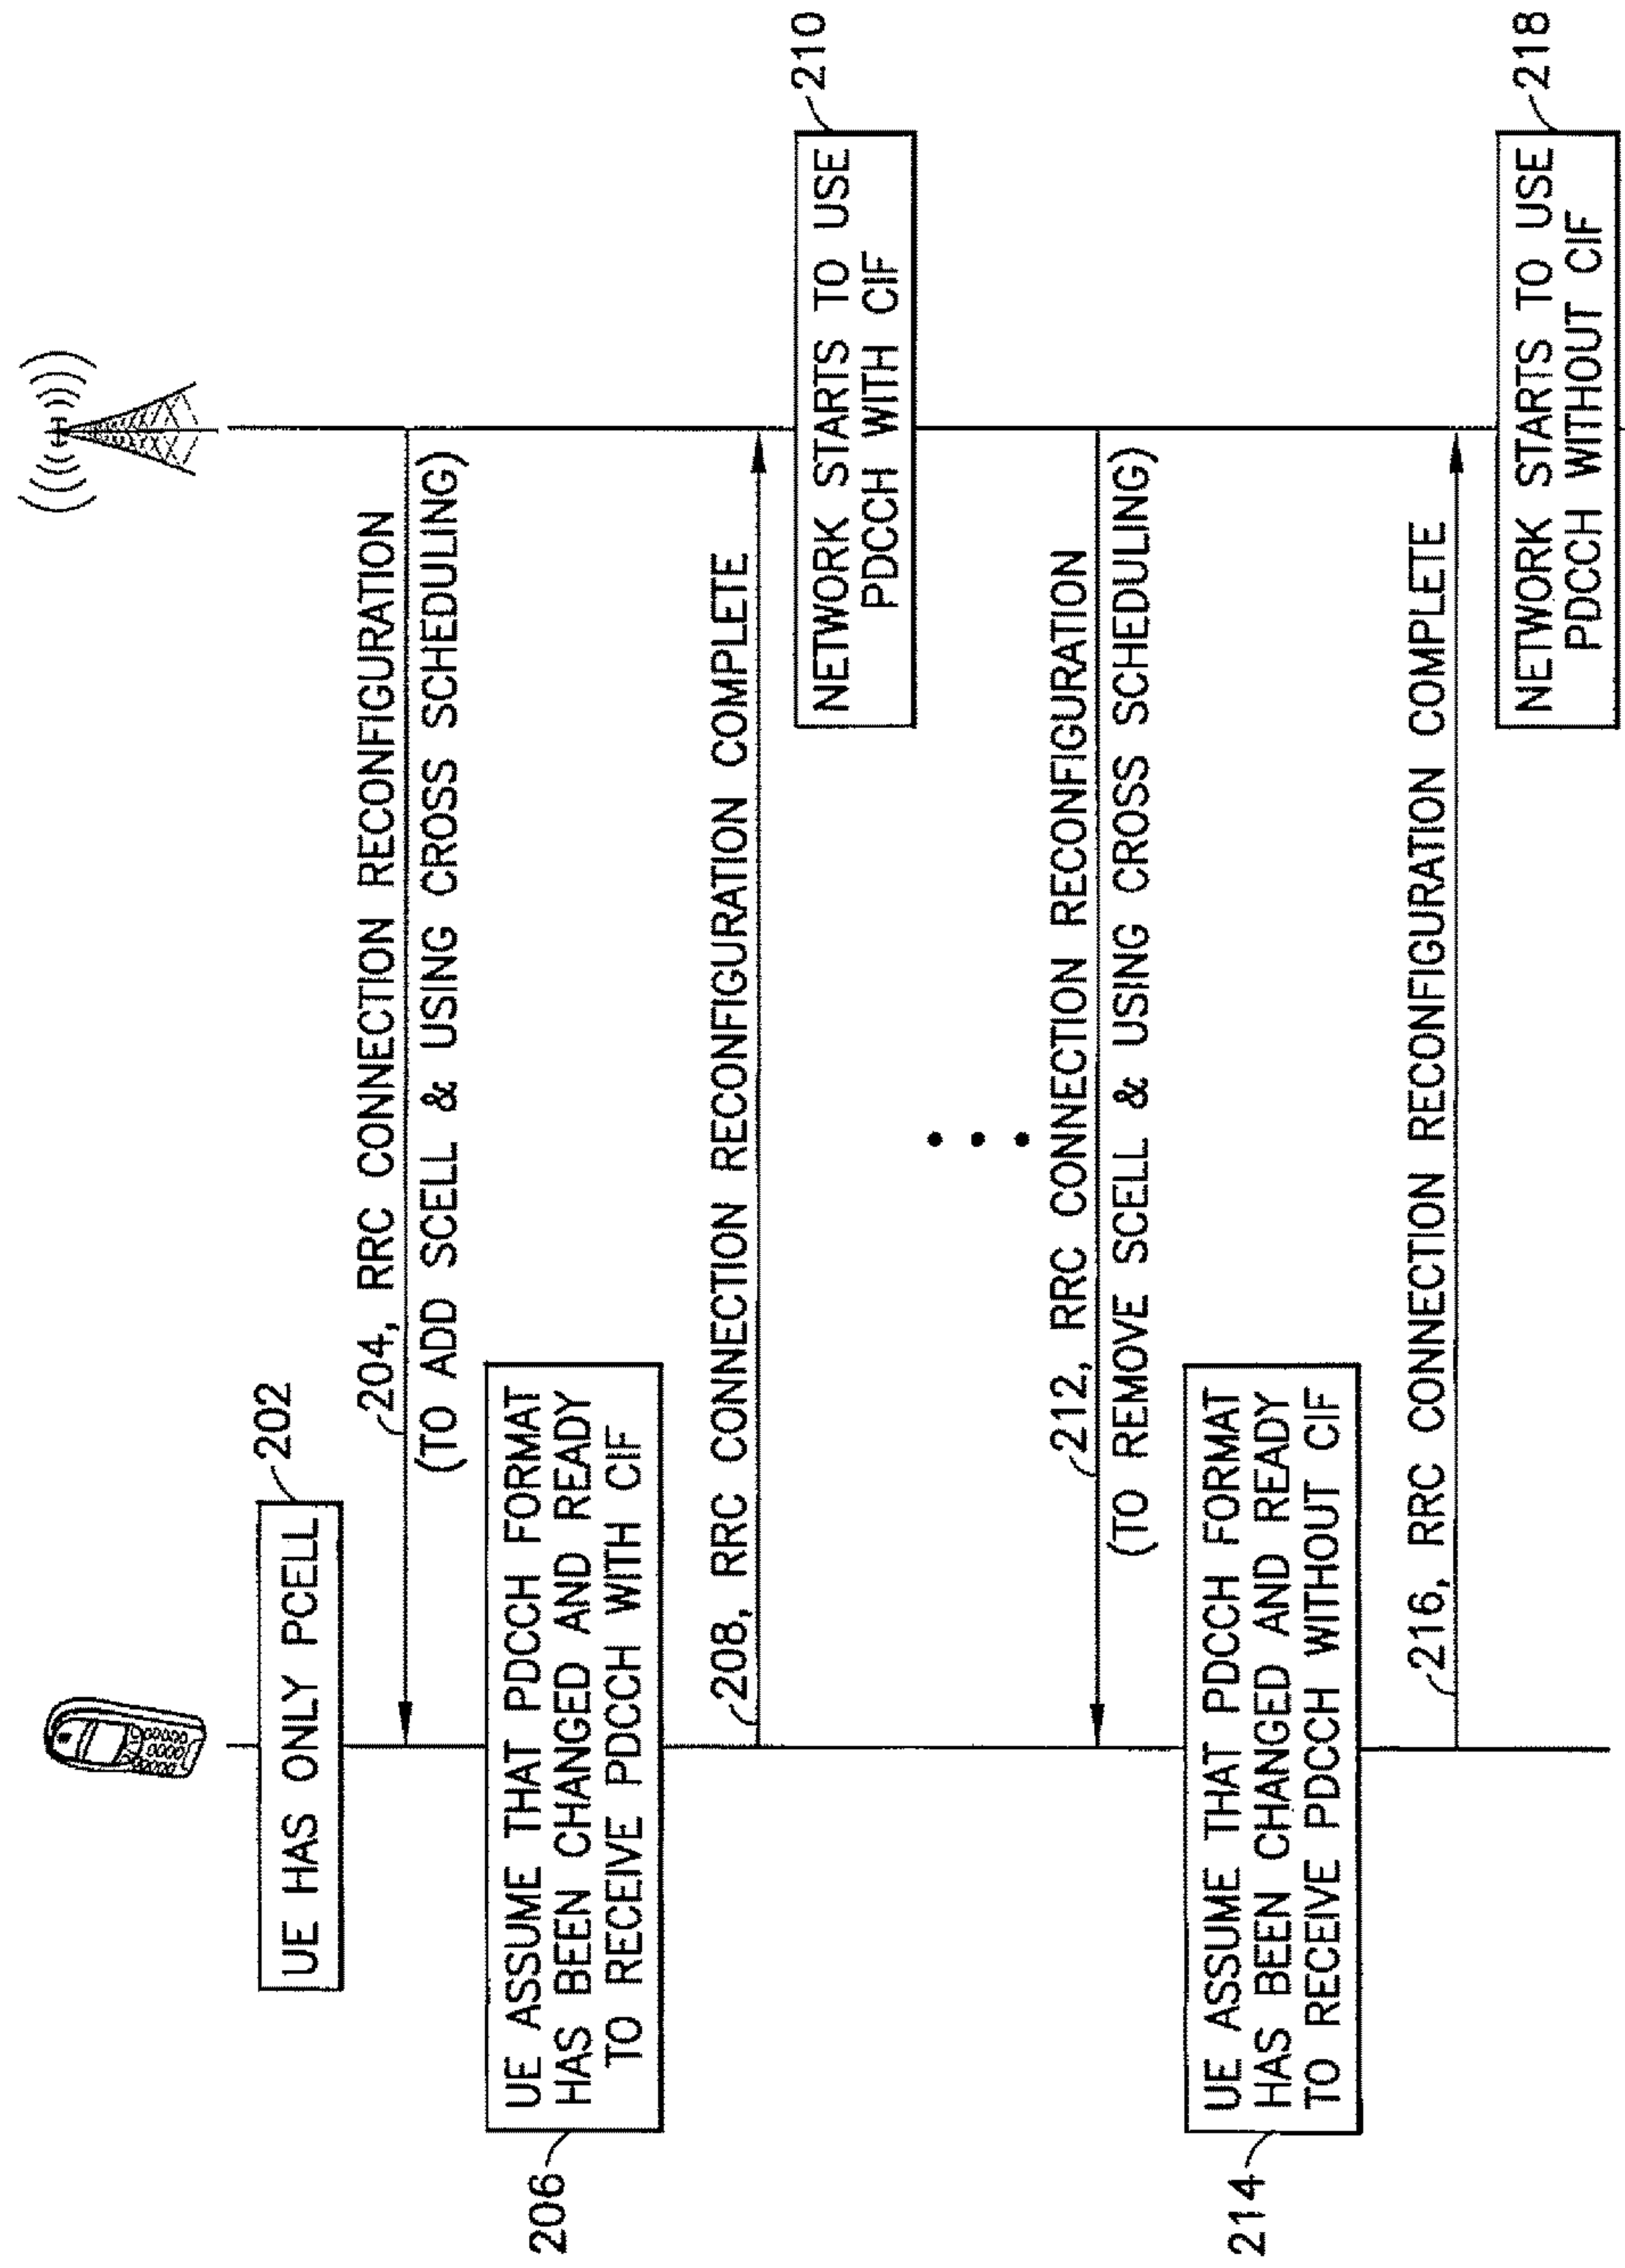 UE HAS ONLY PCELL
202
204, RRC CONNECTION RECONFIGURATION
(TO ADD SCELL & USING CROSS SCHEDULING)
UE ASSUME THAT PDCCH FORMAT
HAS BEEN CHANGED AND READY
TO RECEIVE PDCCH WITH CIF
206
208, RRC CONNECTION RECONFIGURATION COMPLETE
NETWORK STARTS TO USE
PDCCH WITH CIF
210
212, RRC CONNECTION RECONFIGURATION
(TO REMOVE SCELL & USING CROSS SCHEDULING)
UE ASSUME THAT PDCCH FORMAT
HAS BEEN CHANGED AND READY
TO RECEIVE PDCCH WITHOUT CIF
214
216, RRC CONNECTION RECONFIGURATION COMPLETE
NETWORK STARTS TO USE
PDCCH WITHOUT CIF
218